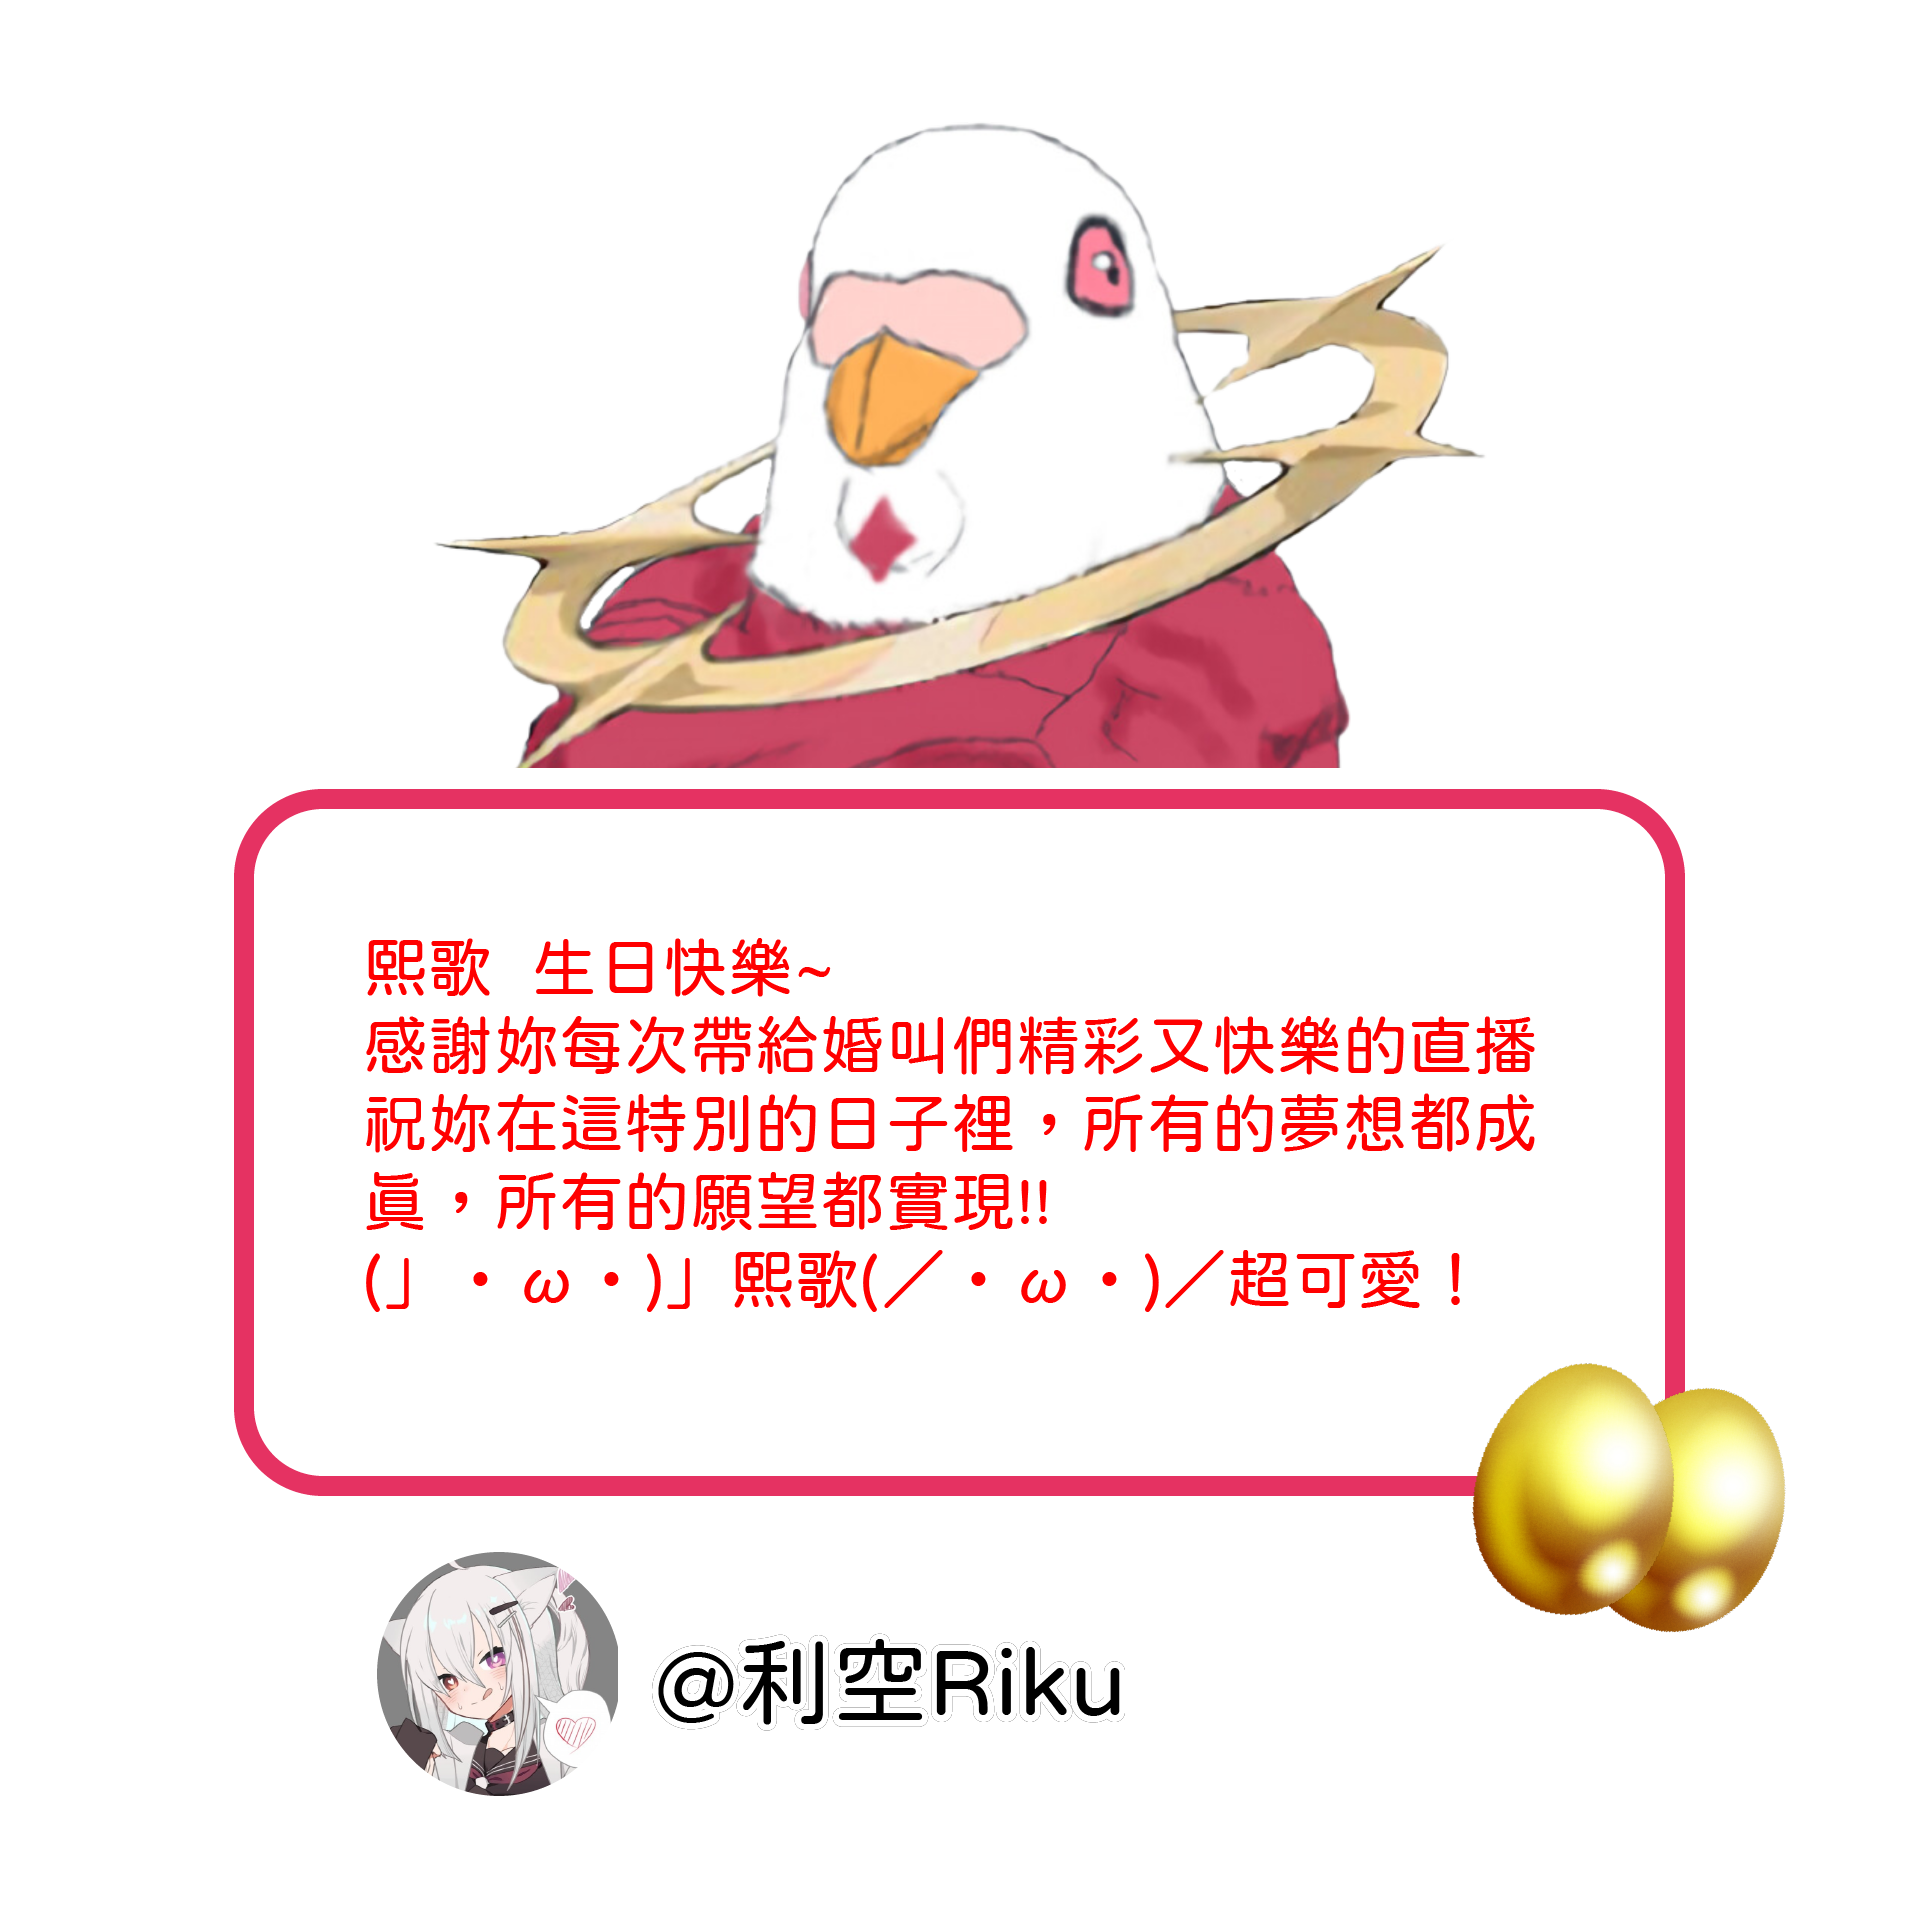 熙歌 生日快樂~
感謝妳每次帶給婚叫們精彩又快樂的直播
祝妳在這特別的日子裡，所有的夢想都成
眞，所有的願望都實現!!
(」・ω・)」熙歌(／・ω・)／超可愛！
@利空Riku